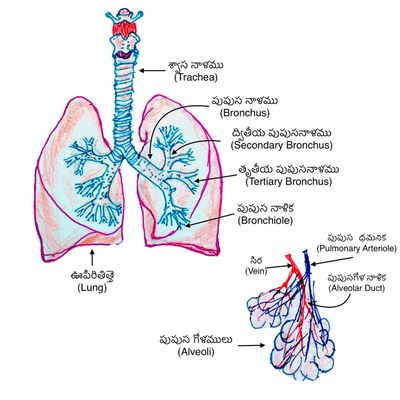 శ్వాస నాళము
(Trachea)
పుపుస నాళము
(Bronchus)
ద్వితీయ పుపుసనాళము
(Secondary Bronchus)
తృతీయ పుపుసనాళము
(Tertiary Bronchus)
పుపుస నాళిక
(Bronchiole)
ఊపిరితిత్తి
(Lung)
పుపుస ధమనిక
(Pulmonary Arteriole)
సిర
(Vein)
పుపుసగోళ నాళిక
(Alveolar Duct)
పుపుస గోళములు
(Alveoli)